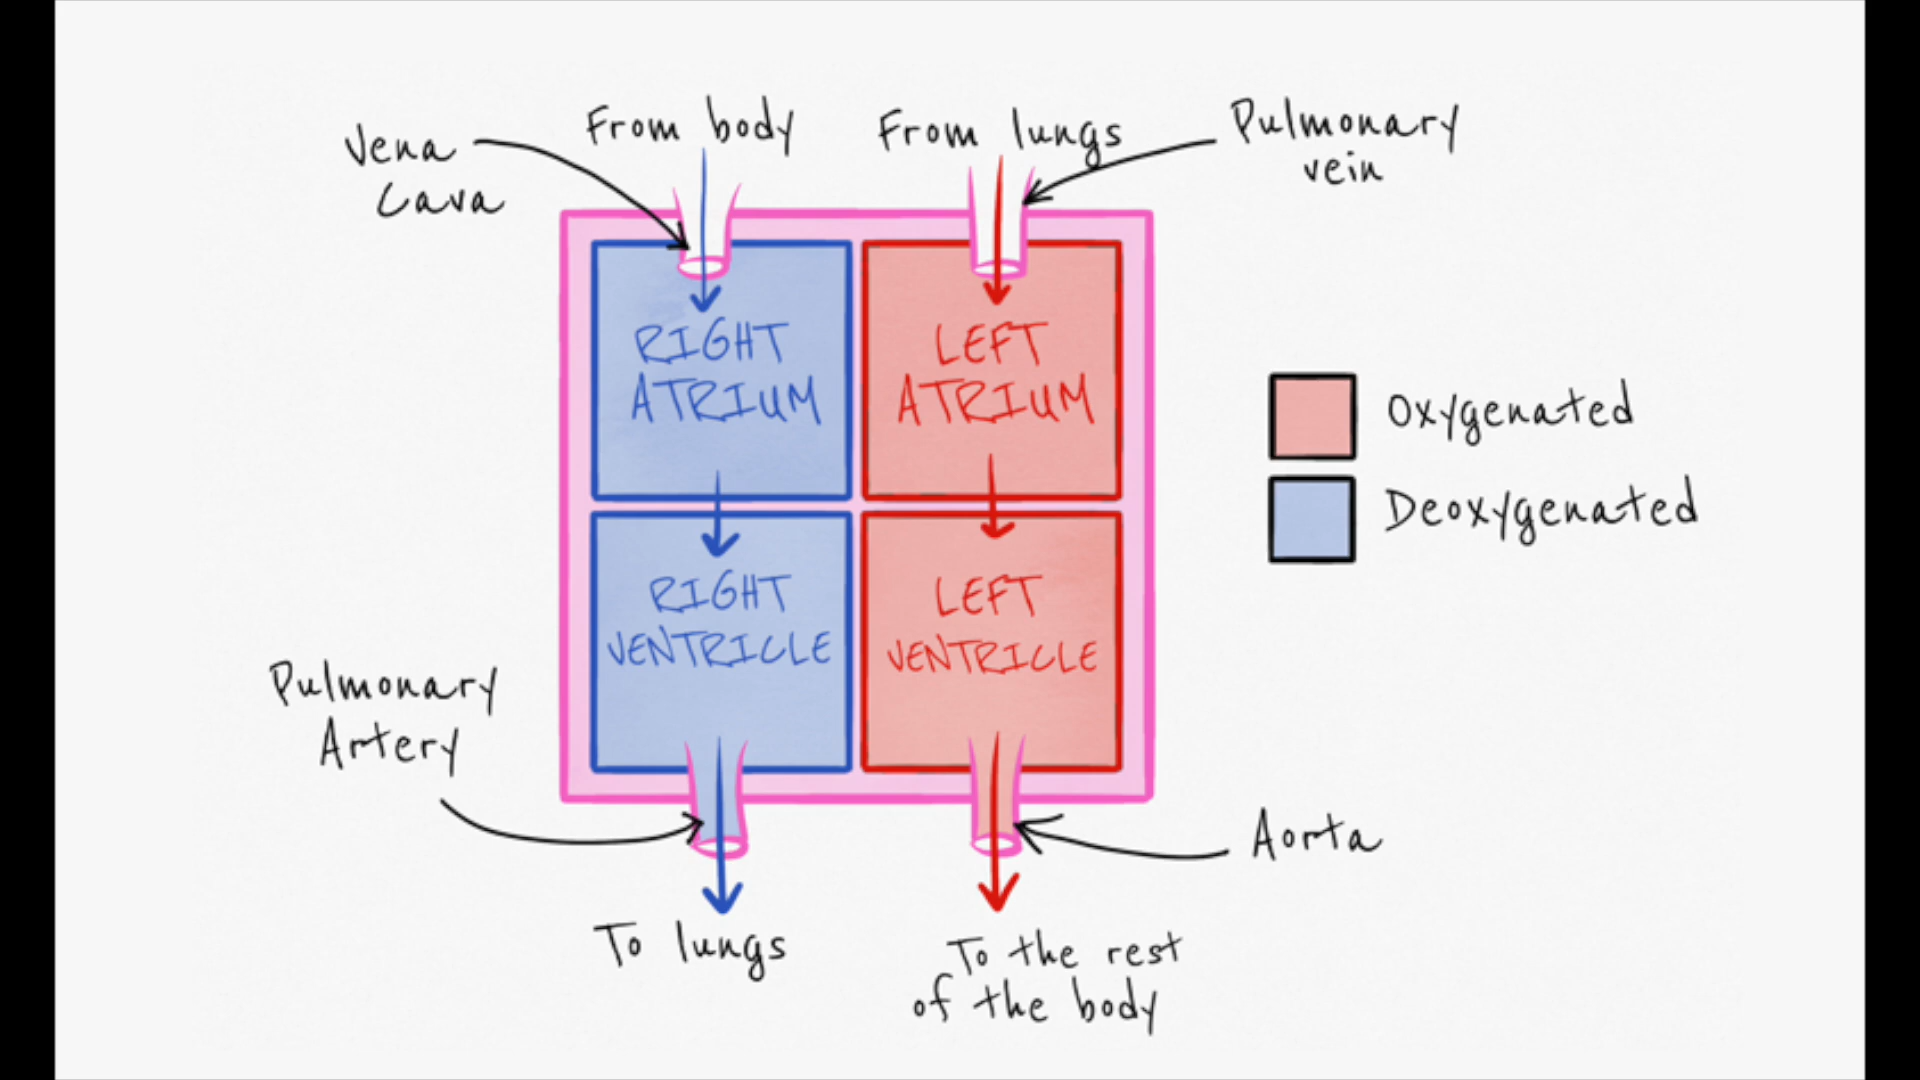 From body
From lungs
Vena
Cava
Pulmonary
vein
RIGHT
ATRIUM
LEFT
ATRIUM
Oxygenated
Deoxygenated
RIGHT
VENTRICLE
LEFT
VENTRICLE
Pulmonary
Artery
Aorta
To lungs
To the rest
of the body